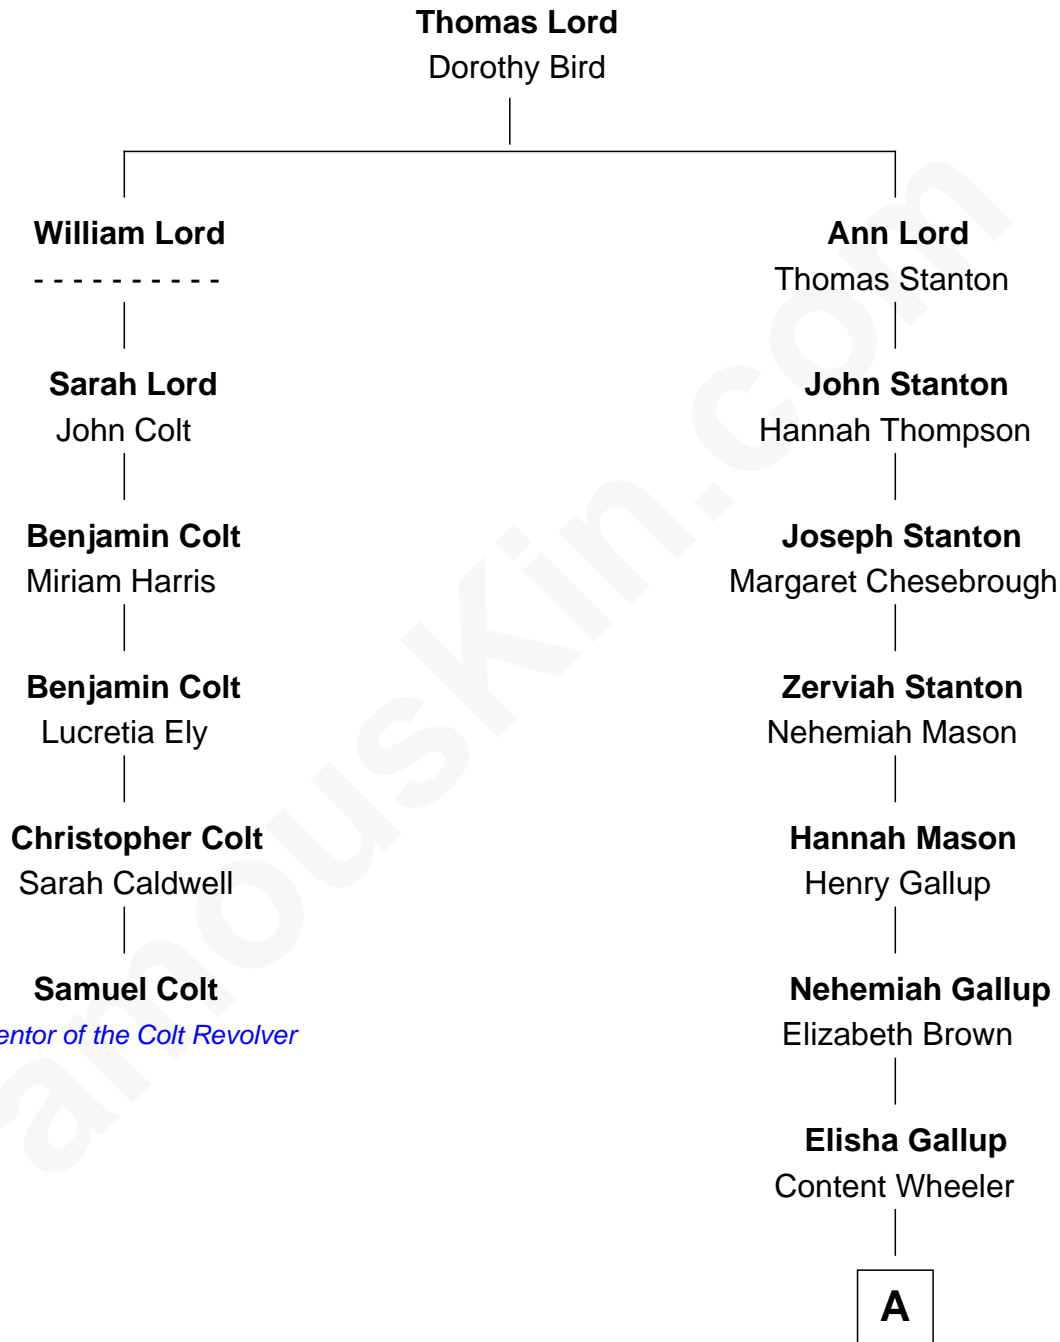 Thomas Lord
Dorothy Bird
William Lord
- - - - - - - - - -
Ann Lord
Thomas Stanton
Sarah Lord
John Colt
John Stanton
Hannah Thompson
Benjamin Colt
Miriam Harris
Joseph Stanton
Margaret Chesebrough
Benjamin Colt
Lucretia Ely
Zerviah Stanton
Nehemiah Mason
Christopher Colt
Sarah Caldwell
Hannah Mason
Henry Gallup
Samuel Colt
entor of the Colt Revolver
Nehemiah Gallup
Elizabeth Brown
Elisha Gallup
Content Wheeler
A
amousKin.com